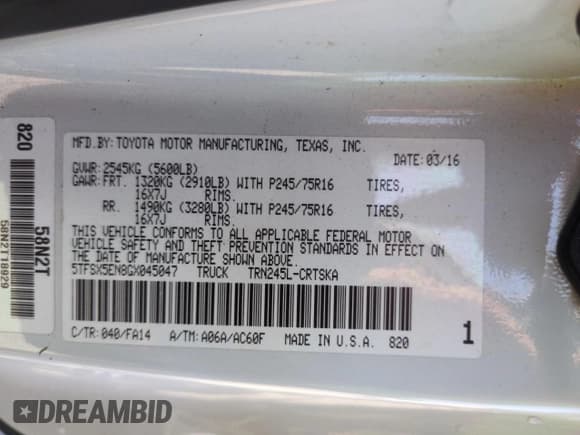 MFD.BY: TOYOTA MOTOR MANUFACTURING, TEXAS, INC.
DATE: 03/16
GVWR: 2545KG (5600LB)
GAWR: FRT. 1320KG (2910LB) WITH P245/75R16 TIRES,
16X7J RIMS.
RR. 1490KG (3280LB) WITH P245/75R16 TIRES,
16X7J RIMS.
THIS VEHICLE CONFORMS TO ALL APPLICABLE FEDERAL MOTOR
VEHICLE SAFETY AND THEFT PREVENTION STANDARDS IN EFFECT ON
THE DATE OF MANUFACTURE SHOWN ABOVE.
5TFSX5EN8GX045047 TRUCK TRN245L-CRTSKA
C/TR: 040/FA14 A/TM: A06A/AC60F MADE IN U.S.A. 820
1
820
58N2T
58N2T18929
DREAMBID